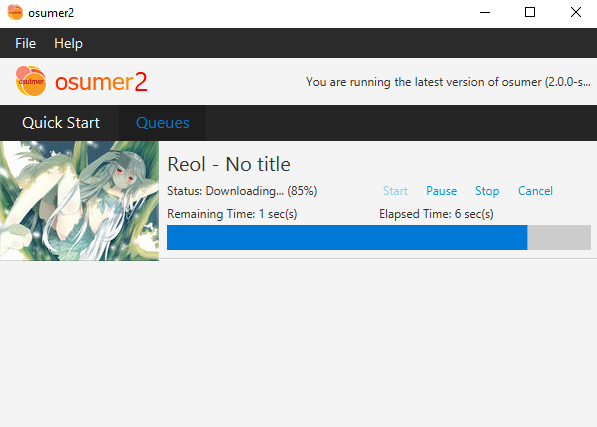 osumer2
File Help
osumer
osumer2
You are running the latest version of osumer (2.0.0-s...
Quick Start Queues
Reol - No title
Status: Downloading... (85%) Start Pause Stop Cancel
Remaining Time: 1 sec(s) Elapsed Time: 6 sec(s)